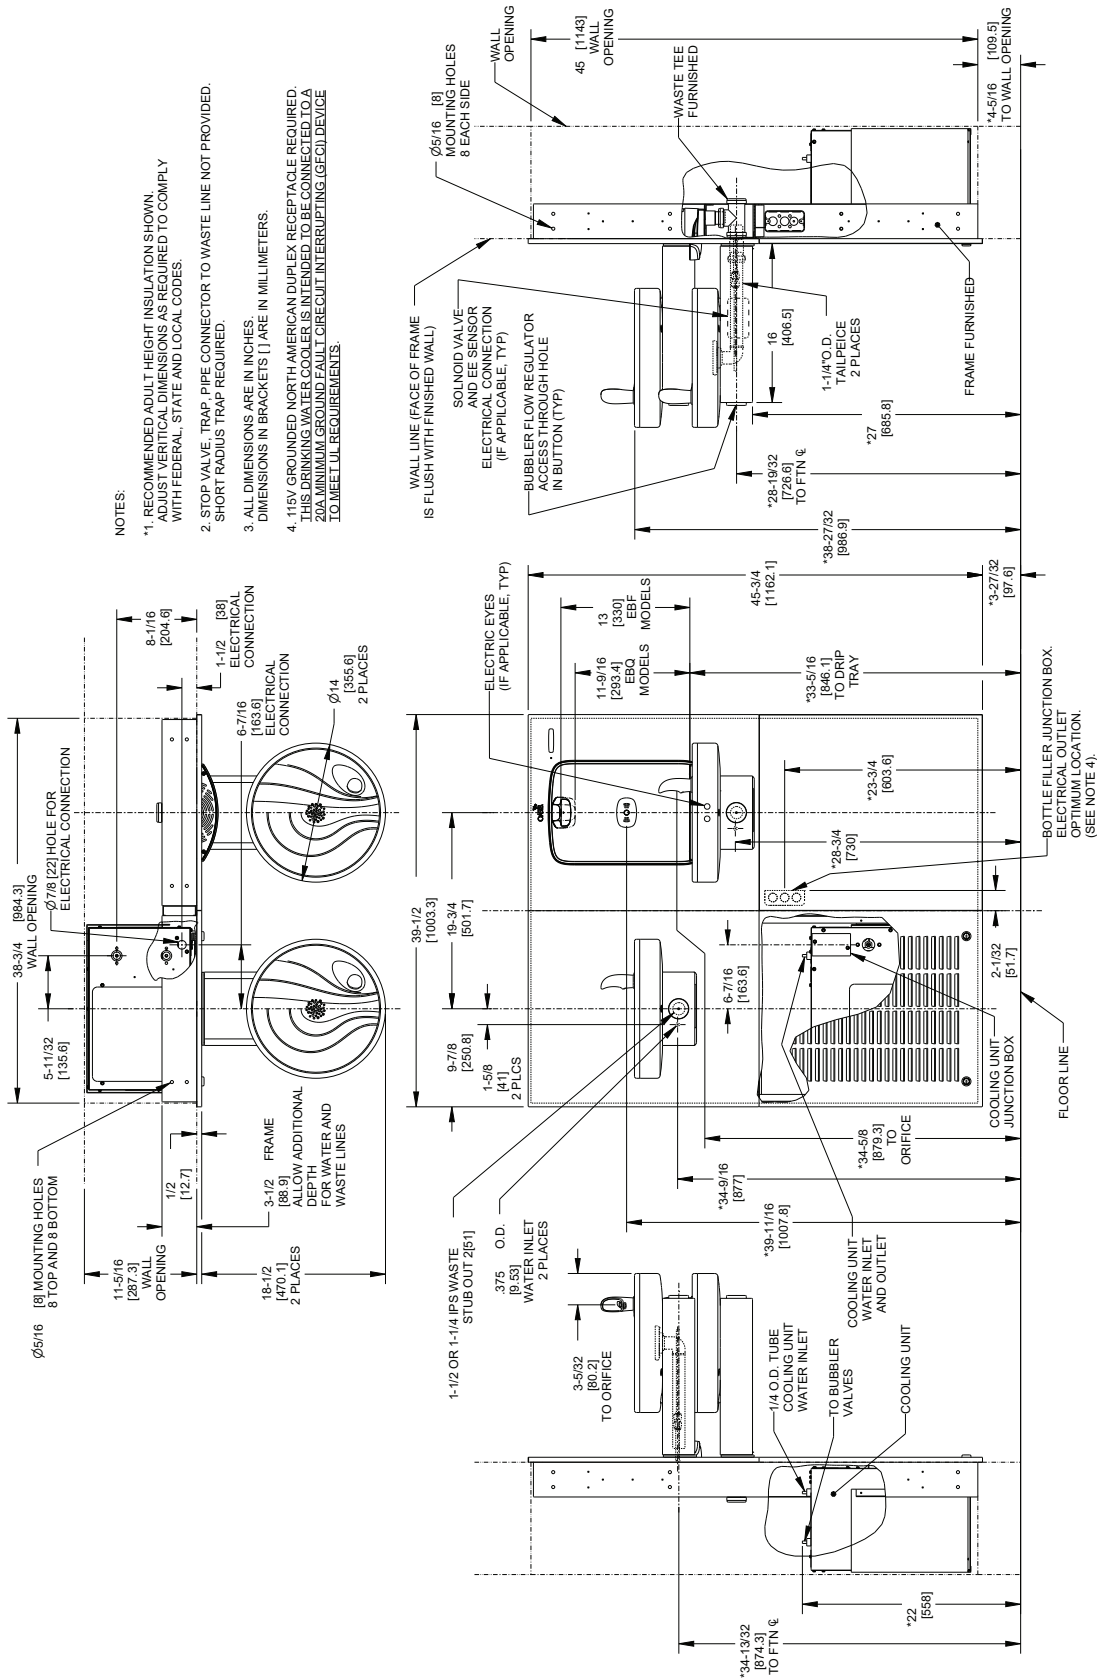 NOTES:
*1. RECOMMENDED ADULT HEIGHT INSULATION SHOWN.
ADJUST VERITICAL DIMENSIONS AS REQUIRED TO COMPLY
WITH FEDERAL, STATE AND LOCAL CODES.
2. STOP VALVE, TRAP, PIPE CONNECTOR TO WASTE LINE NOT PROVIDED.
SHORT RADIUS TRAP REQUIRED.
3. ALL DIMENSIONS ARE IN INCHES.
DIMENSIONS IN BRACKETS [ ] ARE IN MILLIMETERS.
4. 115V GROUNDED NORTH AMERICAN DUPLEX RECEPTACLE REQUIRED.
THIS DRINKING WATER COOLER IS INTENDED TO BE CONNECTED TO A
20A MINIMUM GROUND FAULT CIRECUIT INTERRUPTING (GFCI) DEVICE
TO MEET UL REQUIREMENTS.
Ø5/16 [8] MOUNTING HOLES
8 TOP AND 8 BOTTOM
11-5/16
[287.3]
WALL
OPENING
1/2
[12.7]
18-1/2
[470.1]
2 PLACES
3-1/2 FRAME
[88.9]
ALLOW ADDITIONAL
DEPTH
FOR WATER AND
WASTE LINES
5-11/32
[135.6]
38-3/4 [984.3]
WALL OPENING
Ø7/8 [22] HOLE FOR
ELECTRICAL CONNECTION
8-1/16
[204.6]
1-1/2 [38]
ELECTRICAL
CONNECTION
6-7/16
[163.6]
ELECTRICAL
CONNECTION
Ø14
[355.6]
2 PLACES
WALL LINE (FACE OF FRAME
IS FLUSH WITH FINISHED WALL)
SOLNOID VALVE
AND EE SENSOR
ELECTRICAL CONNECTION
(IF APPILCABLE, TYP)
BUBBLER FLOW REGULATOR
ACCESS THROUGH HOLE
IN BUTTON (TYP)
Ø5/16 [8]
MOUNTING HOLES
8 EACH SIDE
WALL
OPENING
45 [1143]
WALL
OPENING
WASTE TEE
FURNISHED
*4-5/16 [109.5]
TO WALL OPENING
16
[406.5]
1-1/4"O.D.
TAILPEICE
2 PLACES
FRAME FURNISHED
*27
[685.8]
*28-19/32
[726.6]
TO FTN ℄
*38-27/32
[986.9]
39-1/2
[1003.3]
19-3/4
[501.7]
9-7/8
[250.8]
1-5/8
[41]
2 PLCS
ELECTRIC EYES
(IF APPLICABLE, TYP)
13
[330]
EBF
MODELS
11-9/16
[293.4]
EBQ
MODELS
45-3/4
[1162.1]
*33-5/16
[846.1]
TO DRIP
TRAY
*3-27/32
[97.6]
*23-3/4
[603.6]
*28-3/4
[730]
6-7/16
[163.6]
2-1/32
[51.7]
BOTTLE FILLER JUNCTION BOX.
ELECTRICAL OUTLET
OPTIMUM LOCATION.
(SEE NOTE 4).
COOLING UNIT
JUNCTION BOX
FLOOR LINE
1-1/2 OR 1-1/4 IPS WASTE
STUB OUT 2[51]
.375 O.D.
[9.53]
WATER INLET
2 PLACES
*34-5/8
[879.3]
TO
ORIFICE
*34-9/16
[877]
*39-11/16
[1007.8]
COOLING UNIT
WATER INLET
AND OUTLET
3-5/32
[80.2]
TO ORIFICE
1/4 O.D. TUBE
COOLING UNIT
WATER INLET
TO BUBBLER
VALVES
COOLING UNIT
*22
[558]
*34-13/32
[874.3]
TO FTN ℄